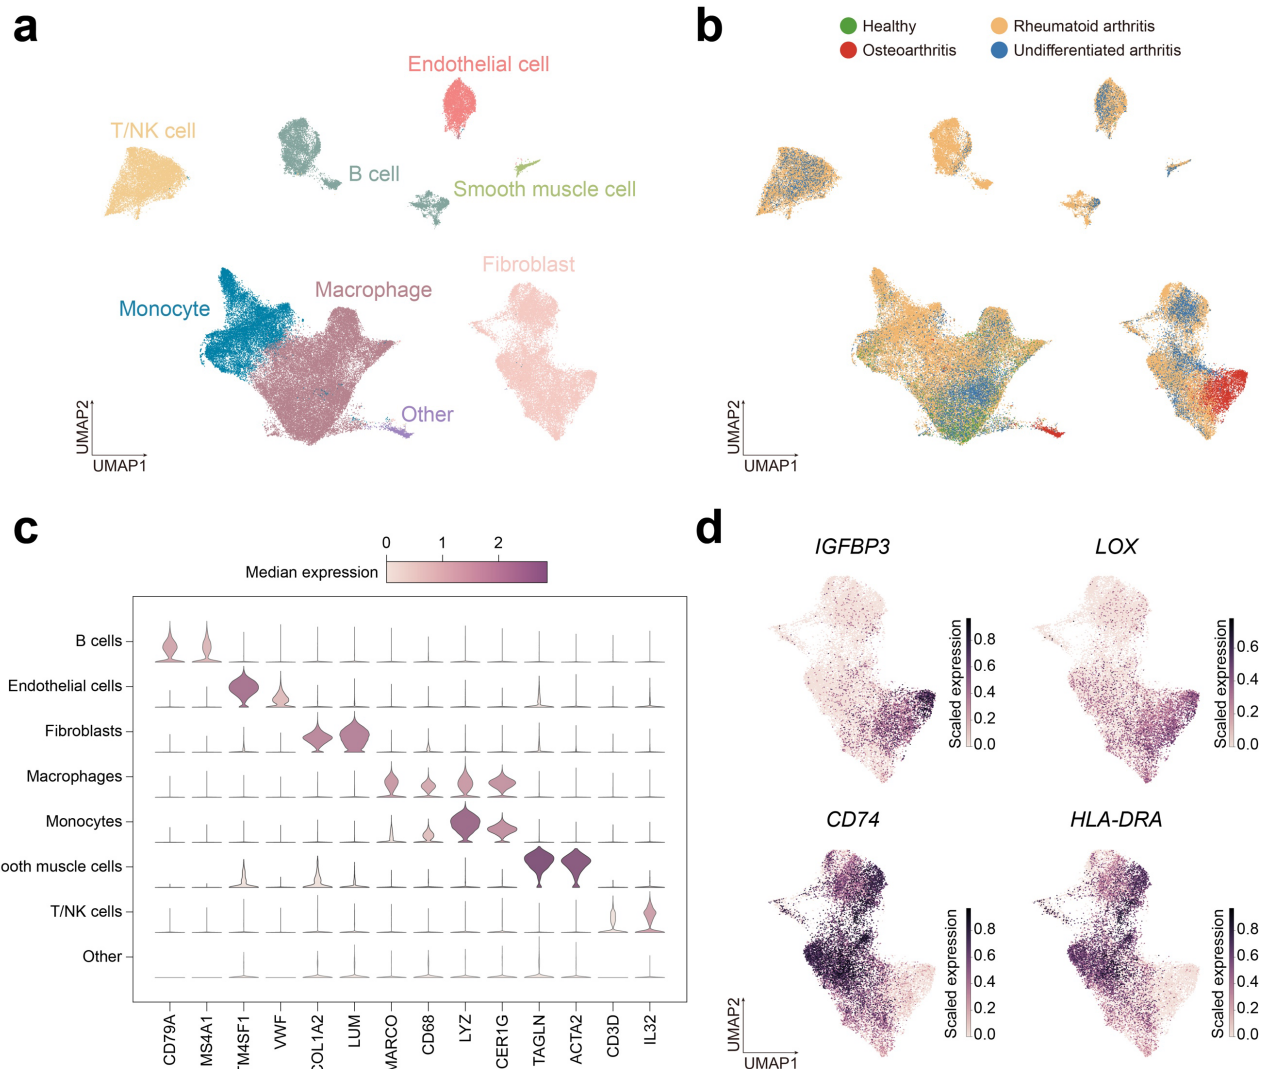 a
Endothelial cell
T/NK cell
B cell
Smooth muscle cell
Fibroblast
Monocyte
Macrophage
Other
UMAP2
UMAP1
b
Healthy
Rheumatoid arthritis
Osteoarthritis
Undifferentiated arthritis
UMAP2
UMAP1
c
0 1 2
Median expression
B cells
Endothelial cells
Fibroblasts
Macrophages
Monocytes
ooth muscle cells
T/NK cells
Other
CD79A
MS4A1
TM4SF1
VWF
COL1A2
LUM
MARCO
CD68
LYZ
CER1G
TAGLN
ACTA2
CD3D
IL32
d
IGFBP3
Scaled expression
0.8
0.6
0.4
0.2
0.0
LOX
Scaled expression
0.6
0.4
0.2
0.0
CD74
Scaled expression
0.8
0.6
0.4
0.2
0.0
HLA-DRA
Scaled expression
0.8
0.6
0.4
0.2
0.0
UMAP2
UMAP1